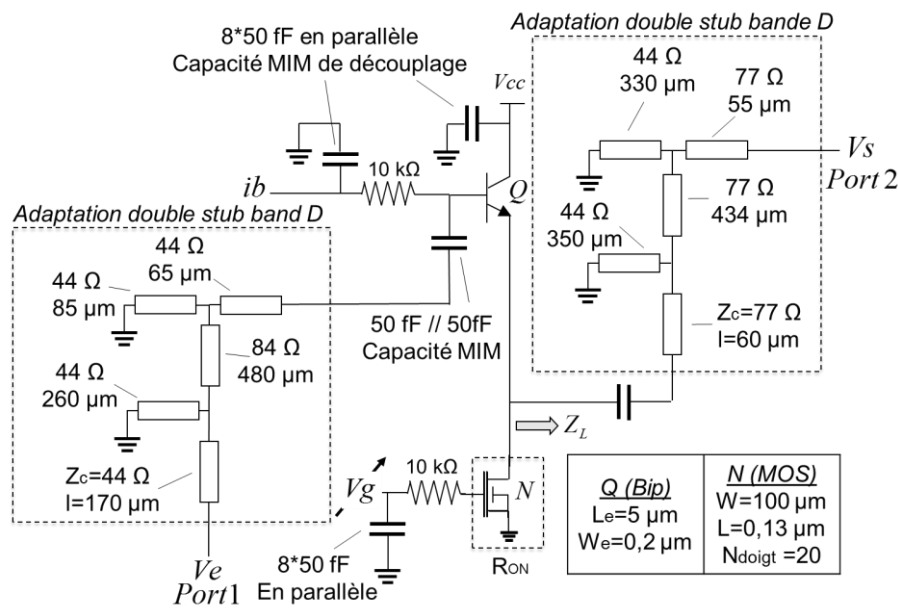 Adaptation double stub bande D
8*50 fF en parallèle
Capacité MIM de découplage
Vcc
44 Ω
330 µm
77 Ω
55 µm
Vs
Port 2
77 Ω
434 µm
44 Ω
350 µm
Zc=77 Ω
l=60 µm
ib
10 kΩ
Q
Adaptation double stub band D
44 Ω
65 µm
44 Ω
85 µm
84 Ω
480 µm
44 Ω
260 µm
Zc=44 Ω
l=170 µm
50 fF // 50fF
Capacité MIM
ZL
Vg
10 kΩ
N
RON
8*50 fF
En parallèle
Ve
Port1
Q (Bip)
Le=5 µm
We=0,2 µm
N (MOS)
W=100 µm
L=0,13 µm
Ndoigt =20